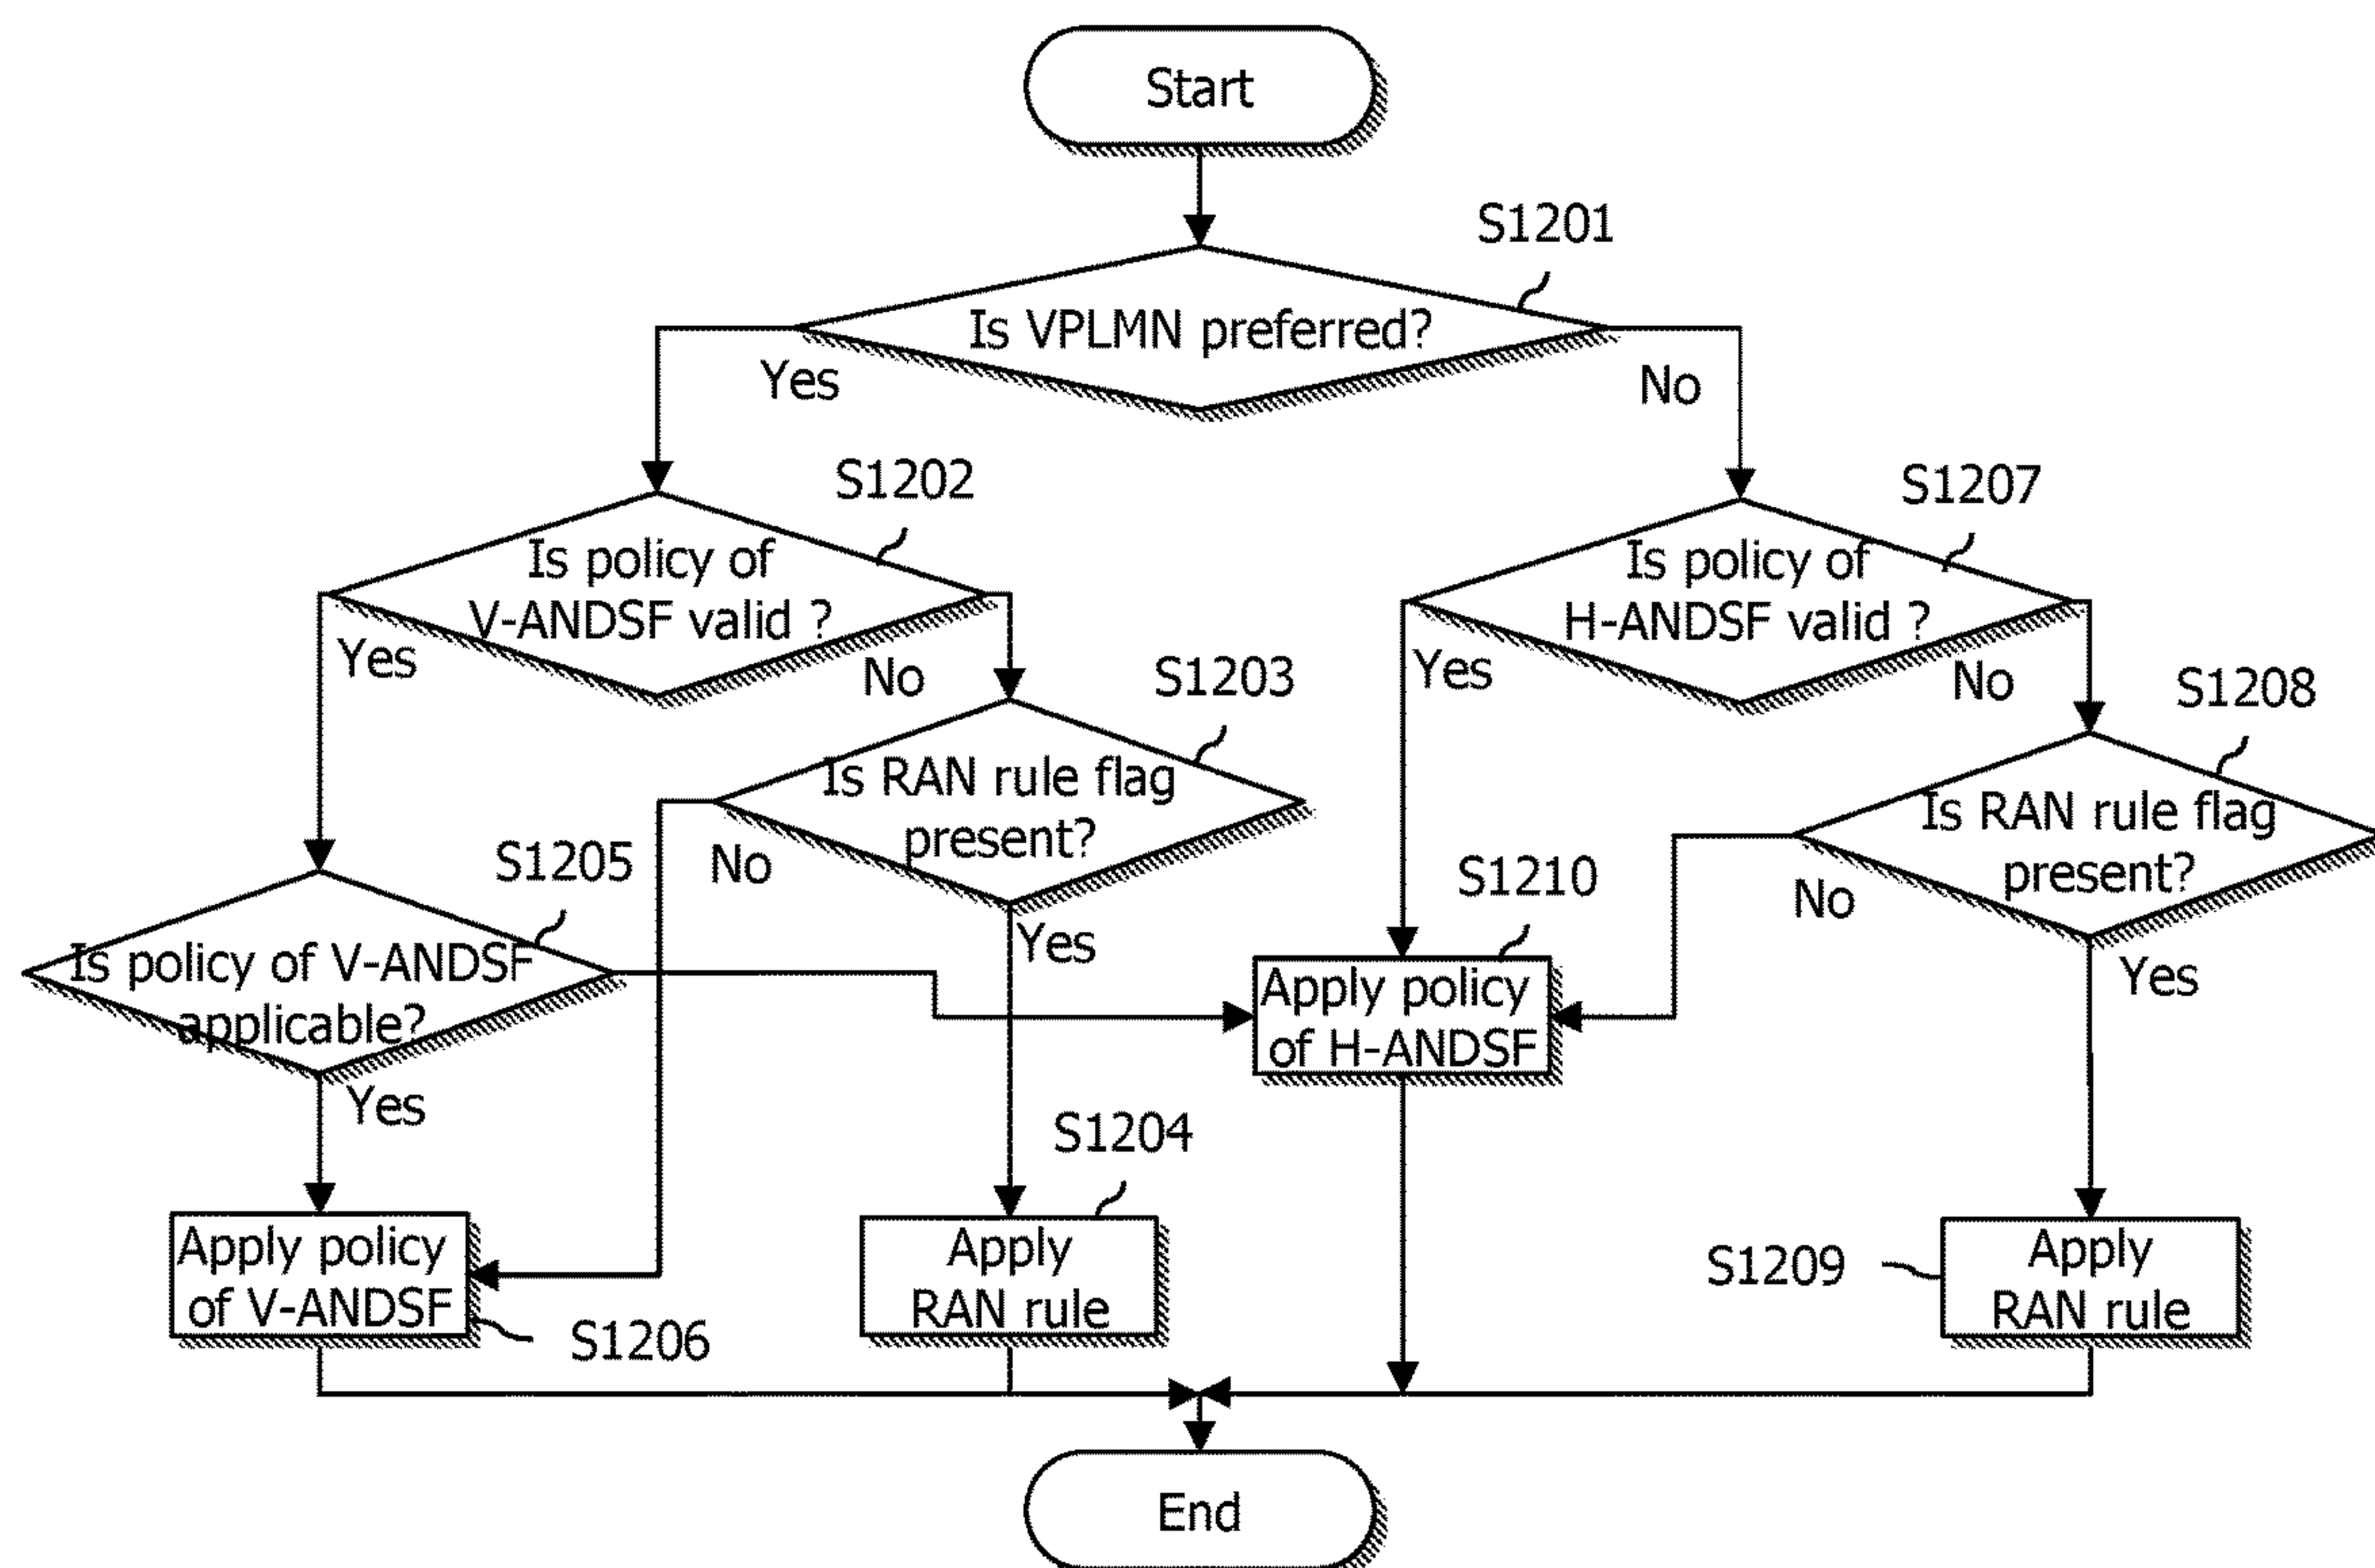 Start
S1201
Is VPLMN preferred?
Yes
No
S1202
Is policy of
V-ANDSF valid ?
Yes
No
S1207
Is policy of
H-ANDSF valid ?
Yes
No
S1203
Is RAN rule flag
present?
No
Yes
S1208
Is RAN rule flag
present?
No
Yes
S1205
Is policy of V-ANDSF
applicable?
Yes
S1210
Apply policy
of H-ANDSF
S1204
Apply
RAN rule
Apply policy
of V-ANDSF
S1206
S1209
Apply
RAN rule
End